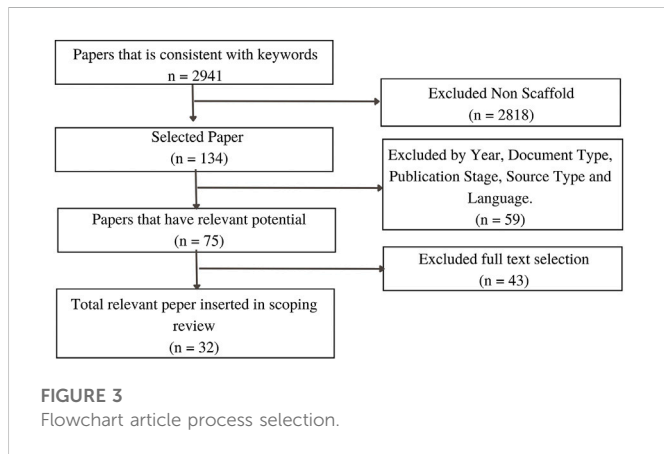 Papers that is consistent with keywords
n = 2941
Excluded Non Scaffold
(n = 2818)
Selected Paper
(n = 134)
Excluded by Year, Document Type,
Publication Stage, Source Type and
Language.
(n = 59)
Papers that have relevant potential
(n = 75)
Excluded full text selection
(n = 43)
Total relevant peper inserted in scoping
review
(n = 32)
FIGURE 3
Flowchart article process selection.